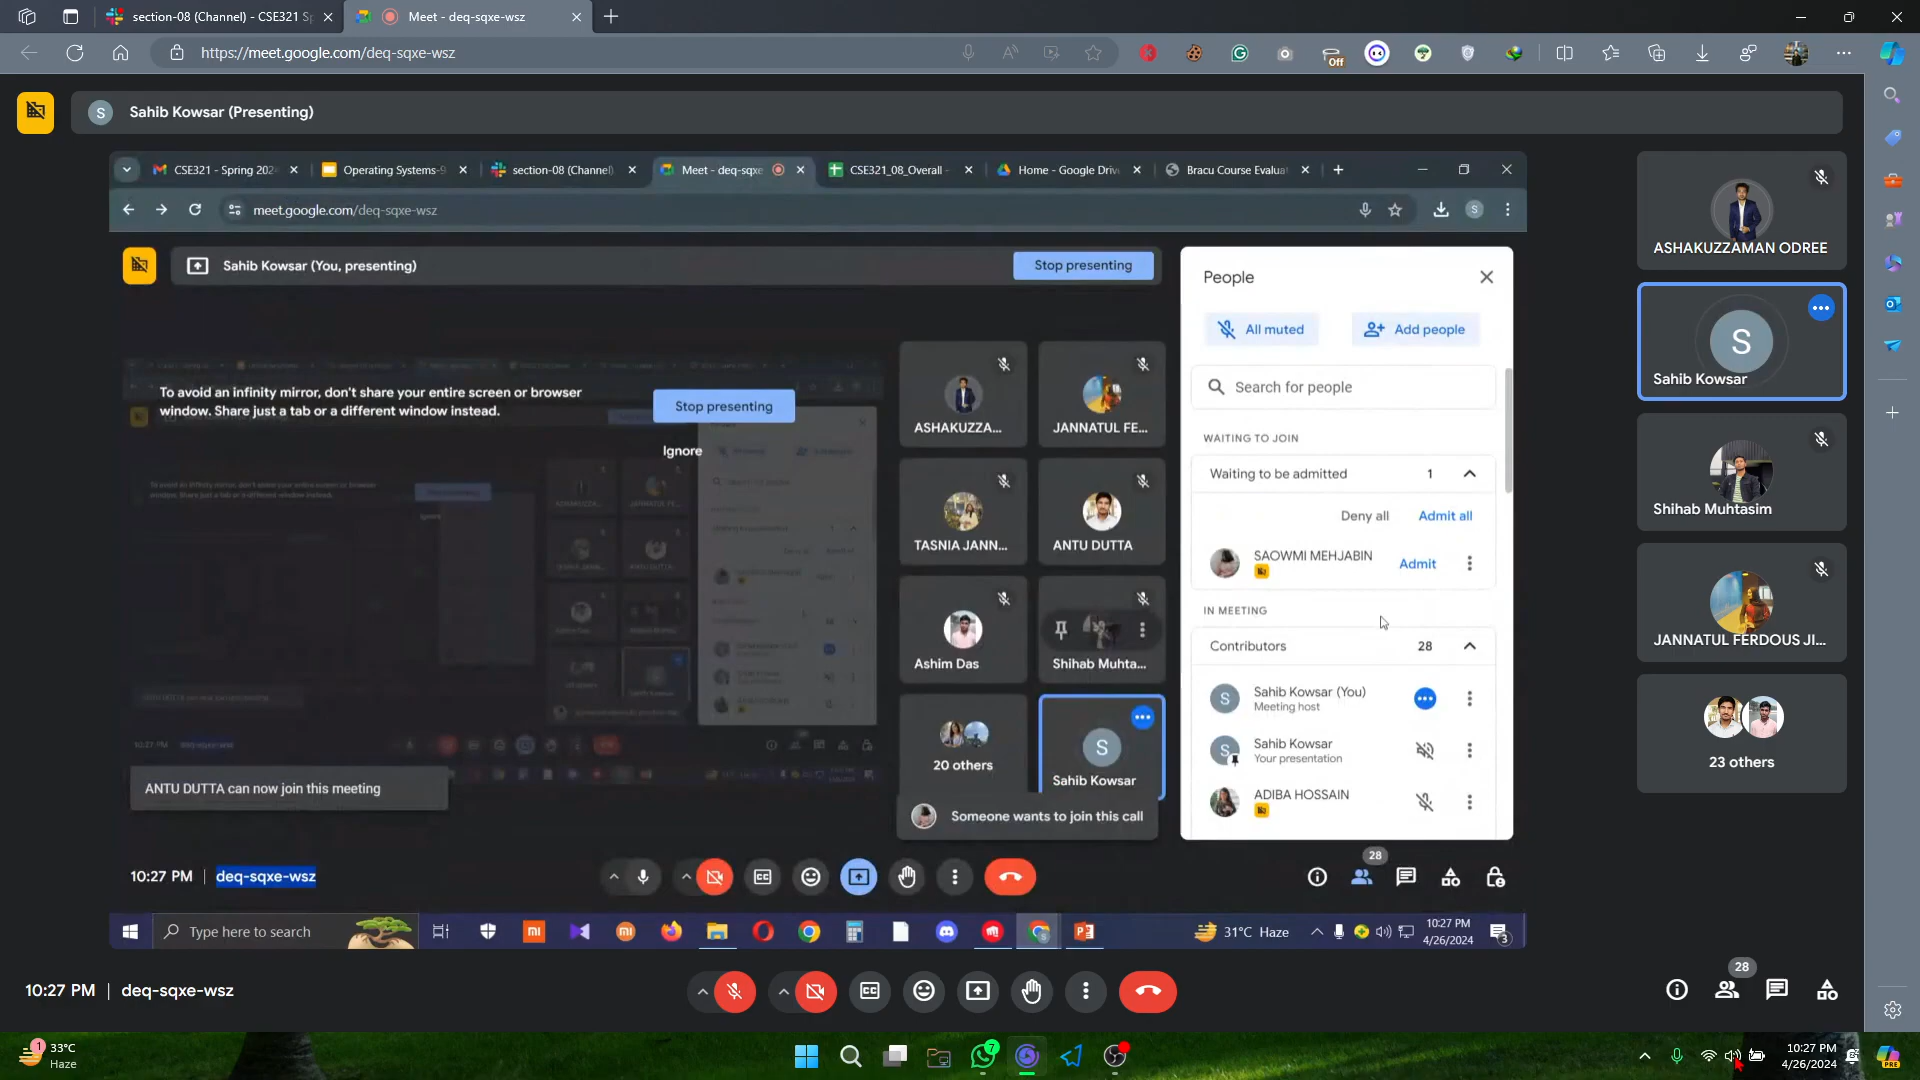 section-08 (Channel) - CSE321 Sp
Meet - deq-sqxe-wsz
https://meet.google.com/deq-sqxe-wsz
Off
S
Sahib Kowsar (Presenting)
CSE321 - Spring 202
Operating Systems-9
section-08 (Channel)
Meet - deq-sqxe
CSE321_08_Overall -
Home - Google Drive
Bracu Course Evaluat
meet.google.com/deq-sqxe-wsz
S
Sahib Kowsar (You, presenting)
Stop presenting
To avoid an infinity mirror, don't share your entire screen or browser
window. Share just a tab or a different window instead.
Stop presenting
Ignore
ASHAKUZZA...
JANNATUL FE...
TASNIA JANN...
ANTU DUTTA
Ashim Das
Shihab Muhta...
20 others
S
Sahib Kowsar
ANTU DUTTA can now join this meeting
Someone wants to join this call
People
All muted
Add people
Search for people
WAITING TO JOIN
Waiting to be admitted
1
Deny all
Admit all
SAOWMI MEHJABIN
Admit
IN MEETING
Contributors
28
S
Sahib Kowsar (You)
Meeting host
S
Sahib Kowsar
Your presentation
ADIBA HOSSAIN
10:27 PM
deq-sqxe-wsz
28
Type here to search
31°C Haze
10:27 PM
4/26/2024
3
ASHAKUZZAMAN ODREE
S
Sahib Kowsar
Shihab Muhtasim
JANNATUL FERDOUS JI...
23 others
10:27 PM
deq-sqxe-wsz
28
1
33°C
Haze
7
10:27 PM
4/26/2024
PRE